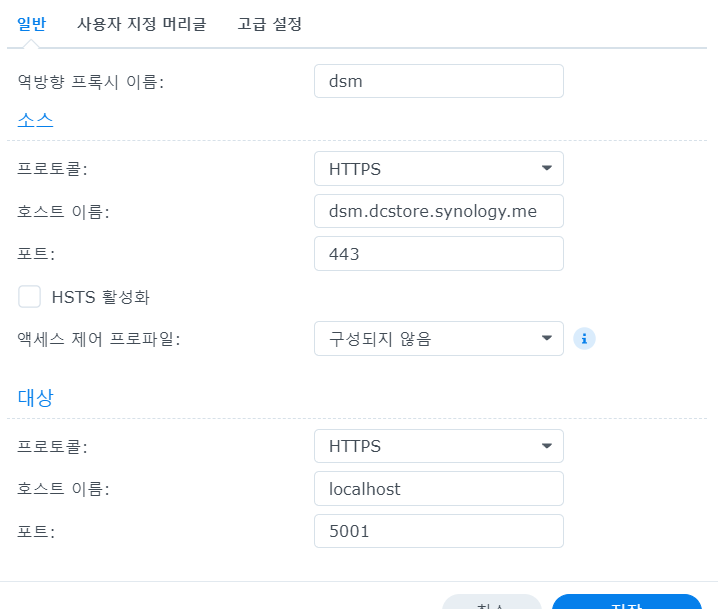 일반 사용자 지정 머리글 고급 설정
역방향 프록시 이름: dsm
소스
프로토콜: HTTPS
호스트 이름: dsm.dcstore.synology.me
포트: 443
HSTS 활성화
액세스 제어 프로파일: 구성되지 않음
대상
프로토콜: HTTPS
호스트 이름: localhost
포트: 5001
취소 저장